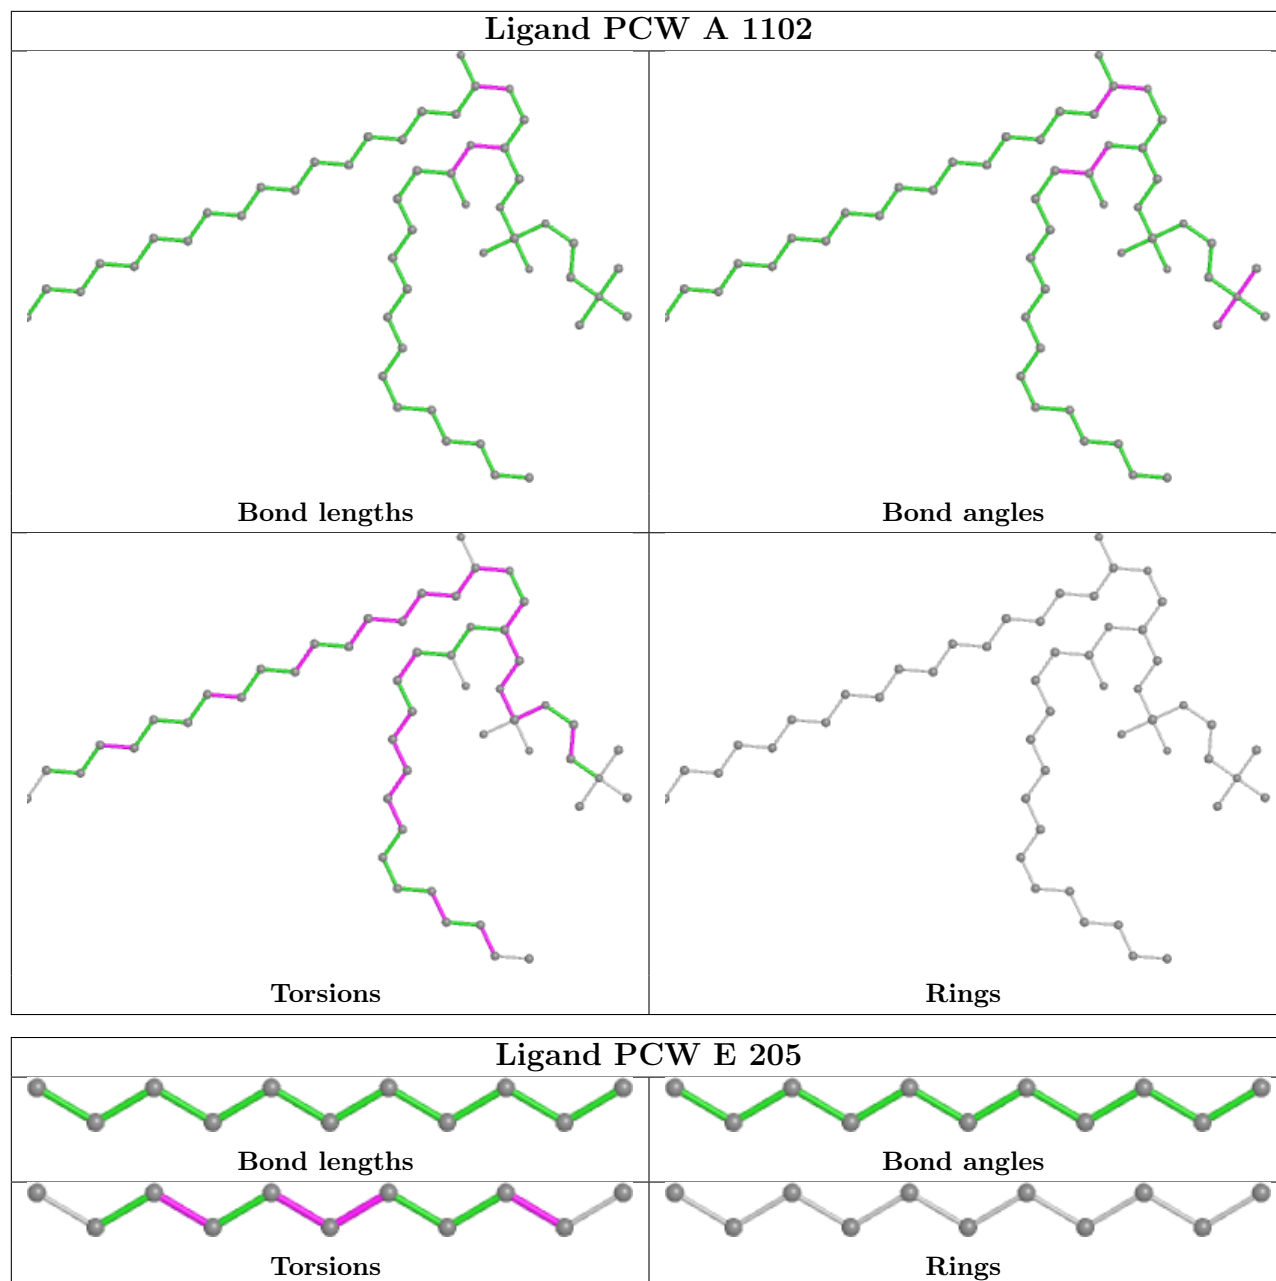 Ligand PCW A 1102
Bond lengths
Bond angles
Torsions
Rings
Ligand PCW E 205
Bond lengths
Bond angles
Torsions
Rings